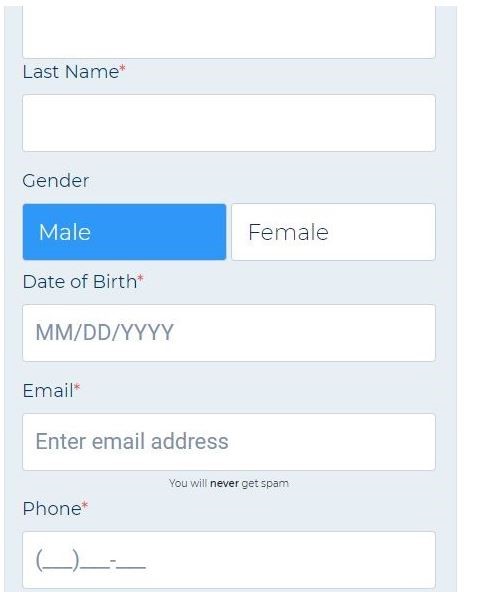 Last Name*
Gender
Male Female
Date of Birth*
MM/DD/YYYY
Email*
Enter email address
You will never get spam
Phone*
(___)___-___